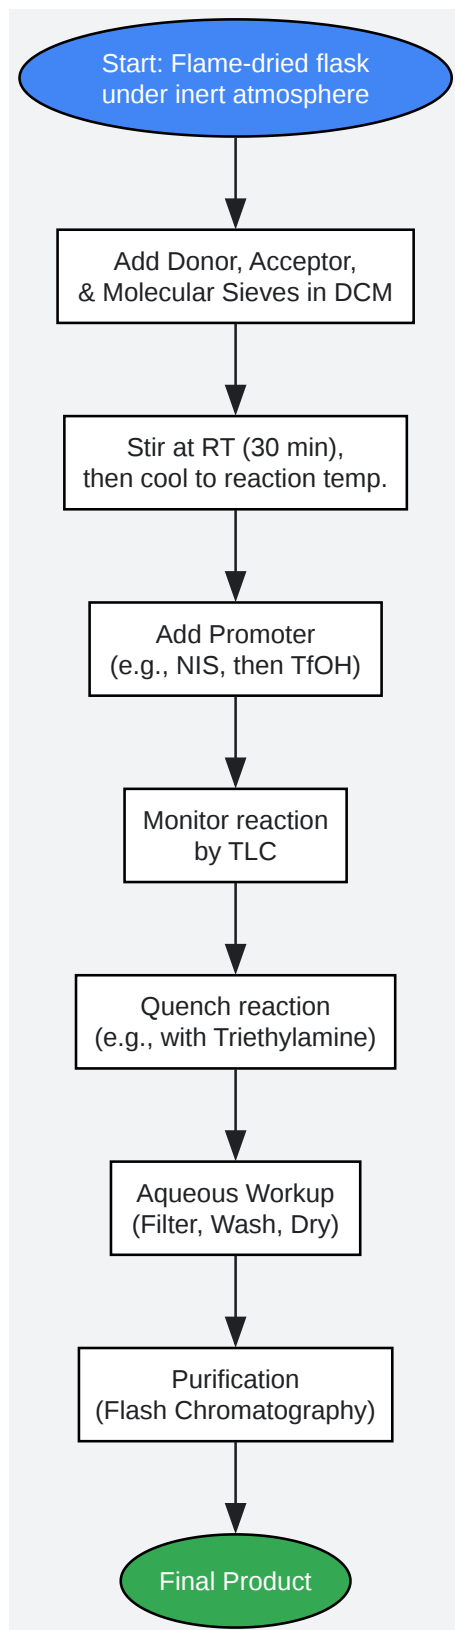 Start: Flame-dried flask
under inert atmosphere
Add Donor, Acceptor,
& Molecular Sieves in DCM
Stir at RT (30 min),
then cool to reaction temp.
Add Promoter
(e.g., NIS, then TfOH)
Monitor reaction
by TLC
Quench reaction
(e.g., with Triethylamine)
Aqueous Workup
(Filter, Wash, Dry)
Purification
(Flash Chromatography)
Final Product